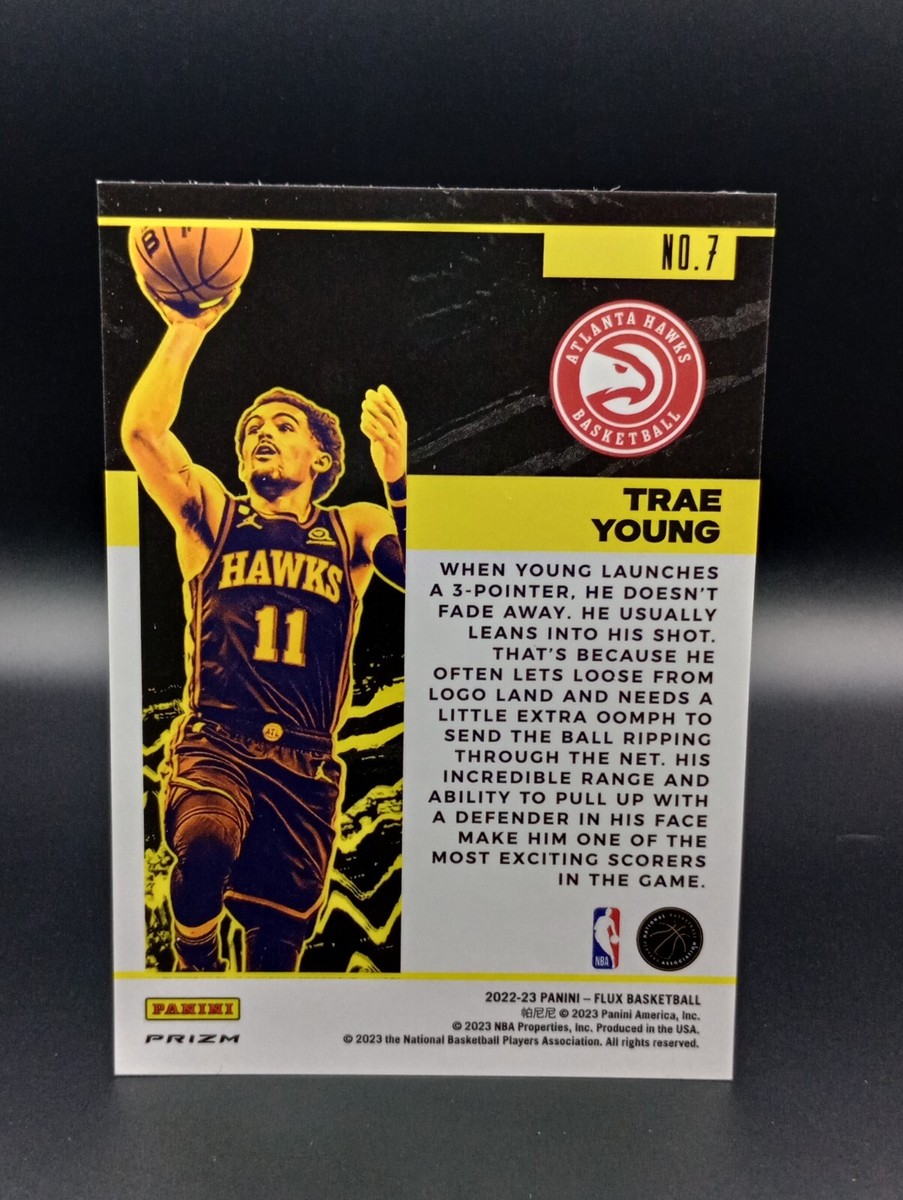 NO.7
ATLANTA HAWKS
BASKETBALL
TRAE
YOUNG
HAWKS
11
ATL
WHEN YOUNG LAUNCHES
A 3-POINTER, HE DOESN'T
FADE AWAY. HE USUALLY
LEANS INTO HIS SHOT.
THAT'S BECAUSE HE
OFTEN LETS LOOSE FROM
LOGO LAND AND NEEDS A
LITTLE EXTRA OOMPH TO
SEND THE BALL RIPPING
THROUGH THE NET. HIS
INCREDIBLE RANGE AND
ABILITY TO PULL UP WITH
A DEFENDER IN HIS FACE
MAKE HIM ONE OF THE
MOST EXCITING SCORERS
IN THE GAME.
NBA
PANINI
PRIZM
2022-23 PANINI – FLUX BASKETBALL
帕尼尼 © 2023 Panini America, Inc.
© 2023 NBA Properties, Inc. Produced in the USA.
© 2023 the National Basketball Players Association. All rights reserved.